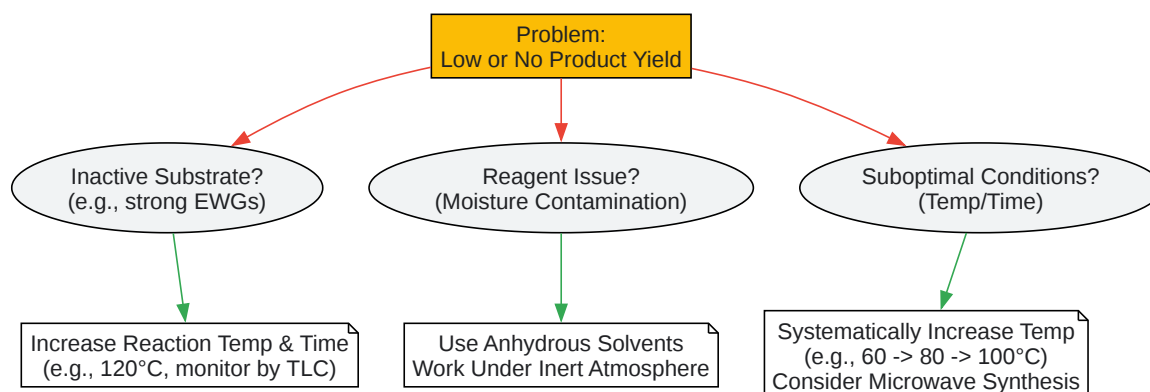 Problem:
Low or No Product Yield
Inactive Substrate?
(e.g., strong EWGs)
Reagent Issue?
(Moisture Contamination)
Suboptimal Conditions?
(Temp/Time)
Increase Reaction Temp & Time
(e.g., 120°C, monitor by TLC)
Use Anhydrous Solvents
Work Under Inert Atmosphere
Systematically Increase Temp
(e.g., 60 -> 80 -> 100°C)
Consider Microwave Synthesis